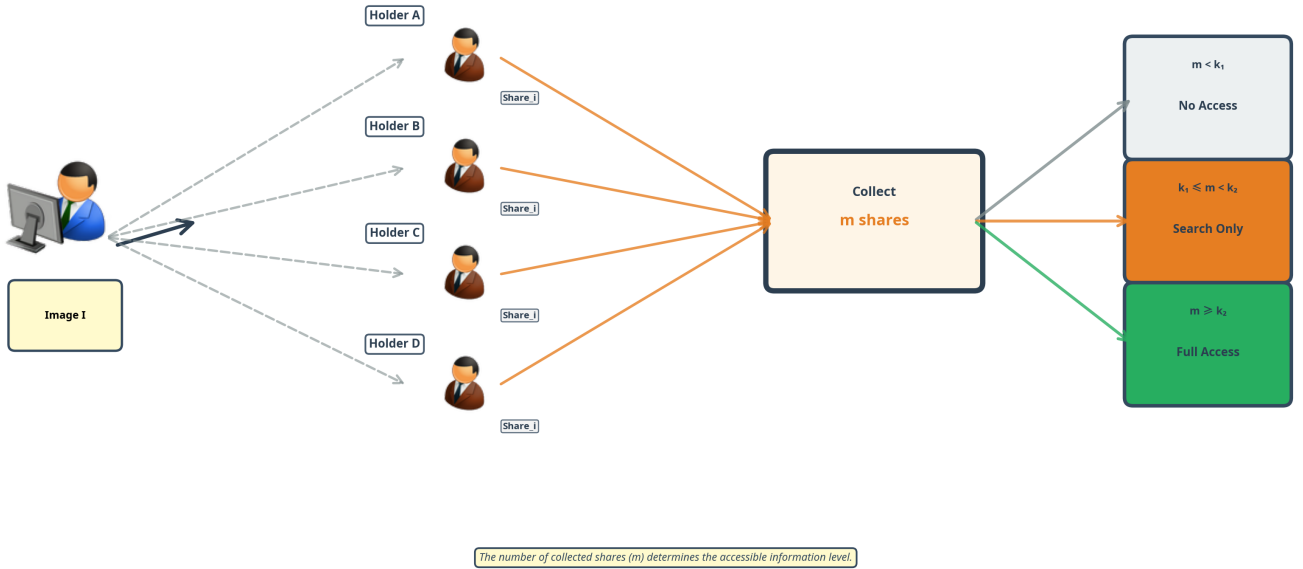 Holder A
Share_i
Holder B
Share_i
Holder C
Share_i
Holder D
Share_i
Image I
Collect
m shares
m < k₁
No Access
k₁ ⩽ m < k₂
Search Only
m ⩾ k₂
Full Access
The number of collected shares (m) determines the accessible information level.